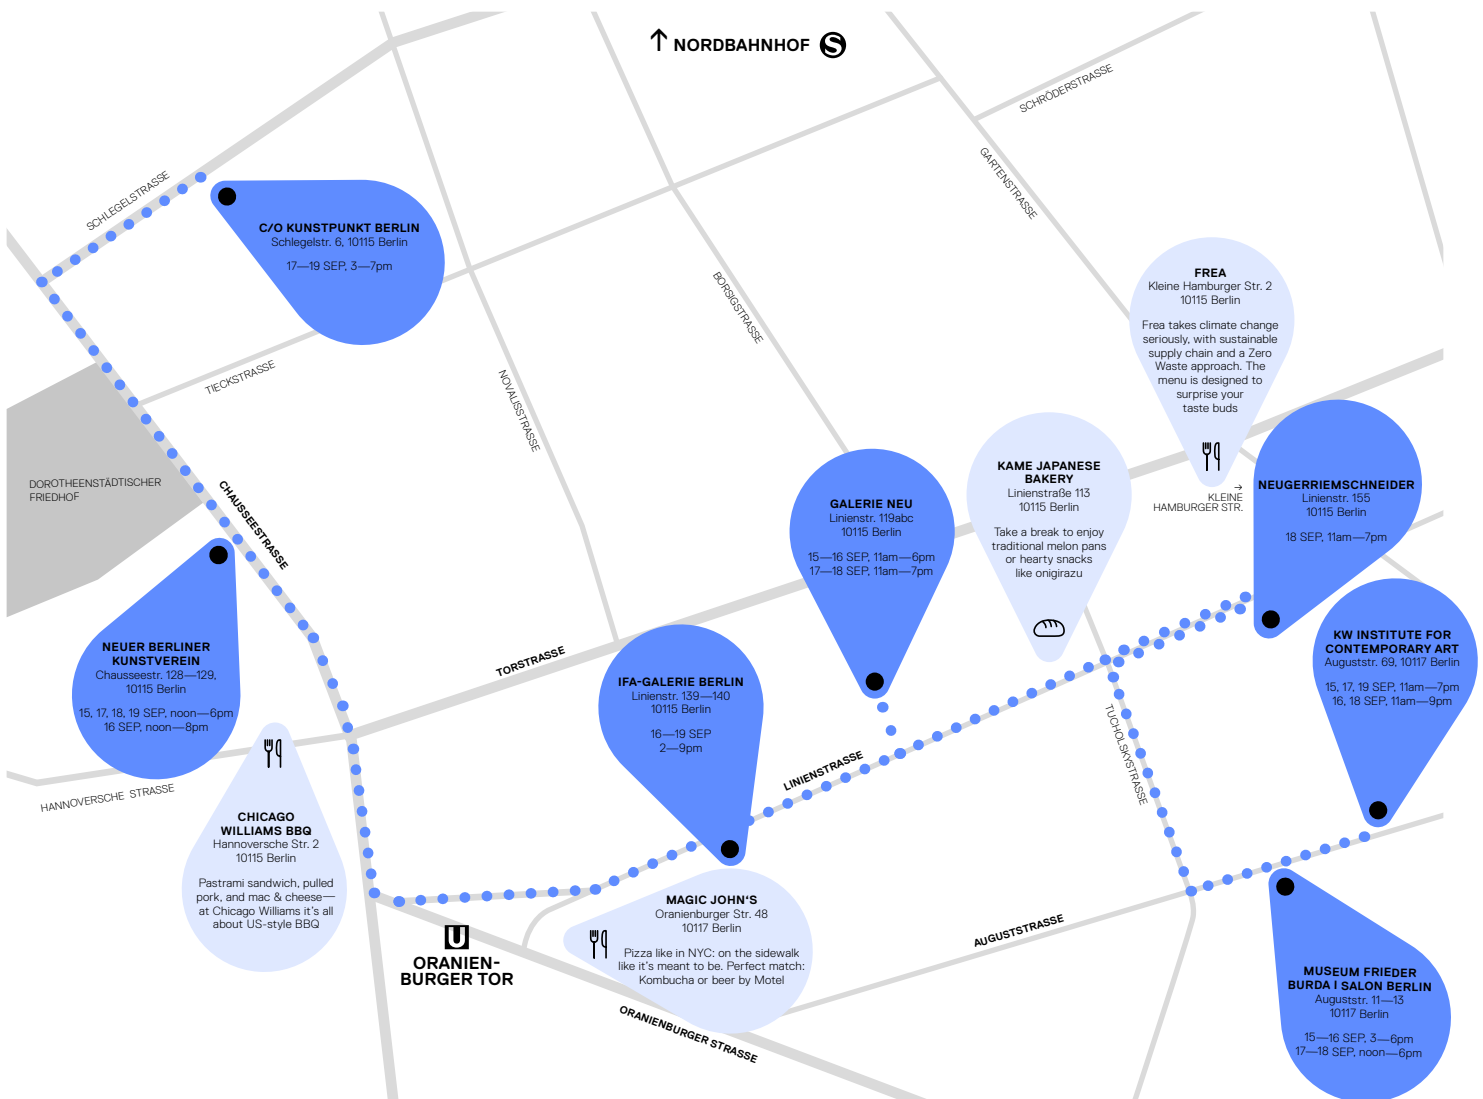 ↑ NORDBAHNHOF S
SCHRÖDERSTRASSE
GARTENSTRASSE
SCHLEGELSTRASSE
C/O KUNSTPUNKT BERLIN
Schlegelstr. 6, 10115 Berlin
17—19 SEP, 3—7pm
BORSIGSTRASSE
FREA
Kleine Hamburger Str. 2
10115 Berlin
Frea takes climate change
seriously, with sustainable
supply chain and a Zero
Waste approach. The
menu is designed to
surprise your
taste buds
TIECKSTRASSE
NOVALISSTRASSE
DOROTHEENSTÄDTISCHER
FRIEDHOF
CHAUSSEESTRASSE
KAME JAPANESE
BAKERY
Linienstraße 113
10115 Berlin
Take a break to enjoy
traditional melon pans
or hearty snacks
like onigirazu
→
KLEINE
HAMBURGER STR.
NEUGERRIEMSCHNEIDER
Linienstr. 155
10115 Berlin
18 SEP, 11am—7pm
GALERIE NEU
Linienstr. 119abc
10115 Berlin
15—16 SEP, 11am—6pm
17—18 SEP, 11am—7pm
NEUER BERLINER
KUNSTVEREIN
Chausseestr. 128—129,
10115 Berlin
15, 17, 18, 19 SEP, noon—6pm
16 SEP, noon—8pm
TORSTRASSE
IFA-GALERIE BERLIN
Linienstr. 139—140
10115 Berlin
16—19 SEP
2—9pm
KW INSTITUTE FOR
CONTEMPORARY ART
Auguststr. 69, 10117 Berlin
15, 17, 19 SEP, 11am—7pm
16, 18 SEP, 11am—9pm
TUCHOLSKYSTRASSE
LINIENSTRASSE
HANNOVERSCHE STRASSE
CHICAGO
WILLIAMS BBQ
Hannoversche Str. 2
10115 Berlin
Pastrami sandwich, pulled
pork, and mac & cheese—
at Chicago Williams it's all
about US-style BBQ
MAGIC JOHN'S
Oranienburger Str. 48
10117 Berlin
Pizza like in NYC: on the sidewalk
like it's meant to be. Perfect match:
Kombucha or beer by Motel
U
ORANIEN-
BURGER TOR
AUGUSTSTRASSE
ORANIENBURGER STRASSE
MUSEUM FRIEDER
BURDA I SALON BERLIN
Auguststr. 11—13
10117 Berlin
15—16 SEP, 3—6pm
17—18 SEP, noon—6pm